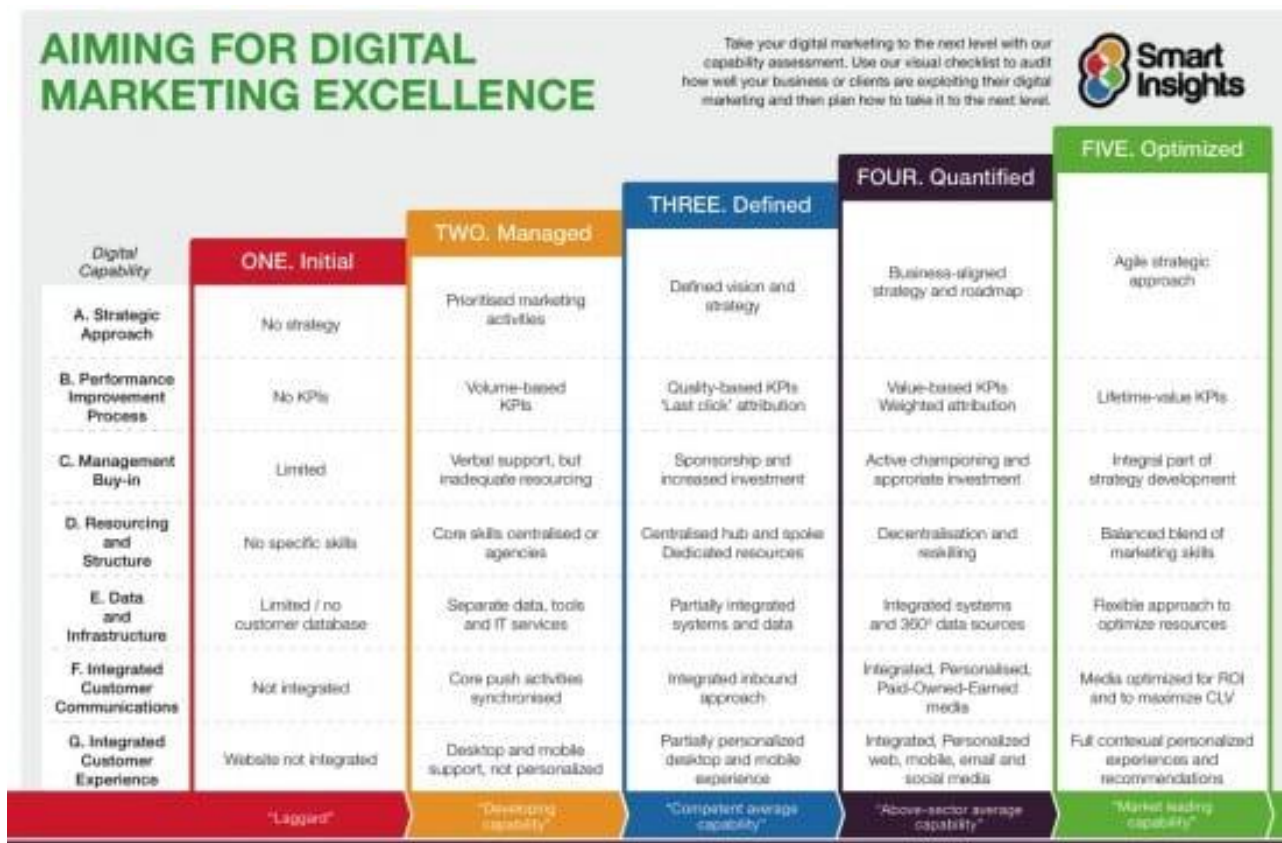 AIMING FOR DIGITAL
MARKETING EXCELLENCE
Take your digital marketing to the next level with our
capability assessment. Use our visual checklist to audit
how well your business or clients are exploiting their digital
marketing and then plan how to take it to the next level.
Smart
Insights
FIVE. Optimized
FOUR. Quantified
THREE. Defined
TWO. Managed
ONE. Initial
Digital
Capability
A. Strategic
Approach
No strategy
Prioritised marketing
activities
Defined vision and
strategy
Business-aligned
strategy and roadmap
Agile strategic
approach
B. Performance
Improvement
Process
No KPIs
Volume-based
KPIs
Quality-based KPIs
'Last click' attribution
Value-based KPIs
Weighted attribution
Lifetime-value KPIs
C. Management
Buy-in
Limited
Verbal support, but
inadequate resourcing
Sponsorship and
increased investment
Active championing and
approriate investment
Integral part of
strategy development
D. Resourcing
and
Structure
No specific skills
Core skills centralised or
agencies
Centralised hub and spoke
Dedicated resources
Decentralisation and
reskilling
Balanced blend of
marketing skills
E. Data
and
Infrastructure
Limited / no
customer database
Separate data, tools
and IT services
Partially integrated
systems and data
Integrated systems
and 360º data sources
Flexible approach to
optimize resources
F. Integrated
Customer
Communications
Not integrated
Core push activities
synchronised
Integrated inbound
approach
Integrated, Personalised,
Paid-Owned-Earned
media
Media optimized for ROI
and to maximize CLV
G. Integrated
Customer
Experience
Website not integrated
Desktop and mobile
support, not personalized
Partially personalized
desktop and mobile
experience
Integrated, Personalized
web, mobile, email and
social media
Full contexual personalized
experiences and
recommendations
"Laggard"
"Developing
capability"
"Competent average
capability"
"Above-sector average
capability"
"Market leading
capability"